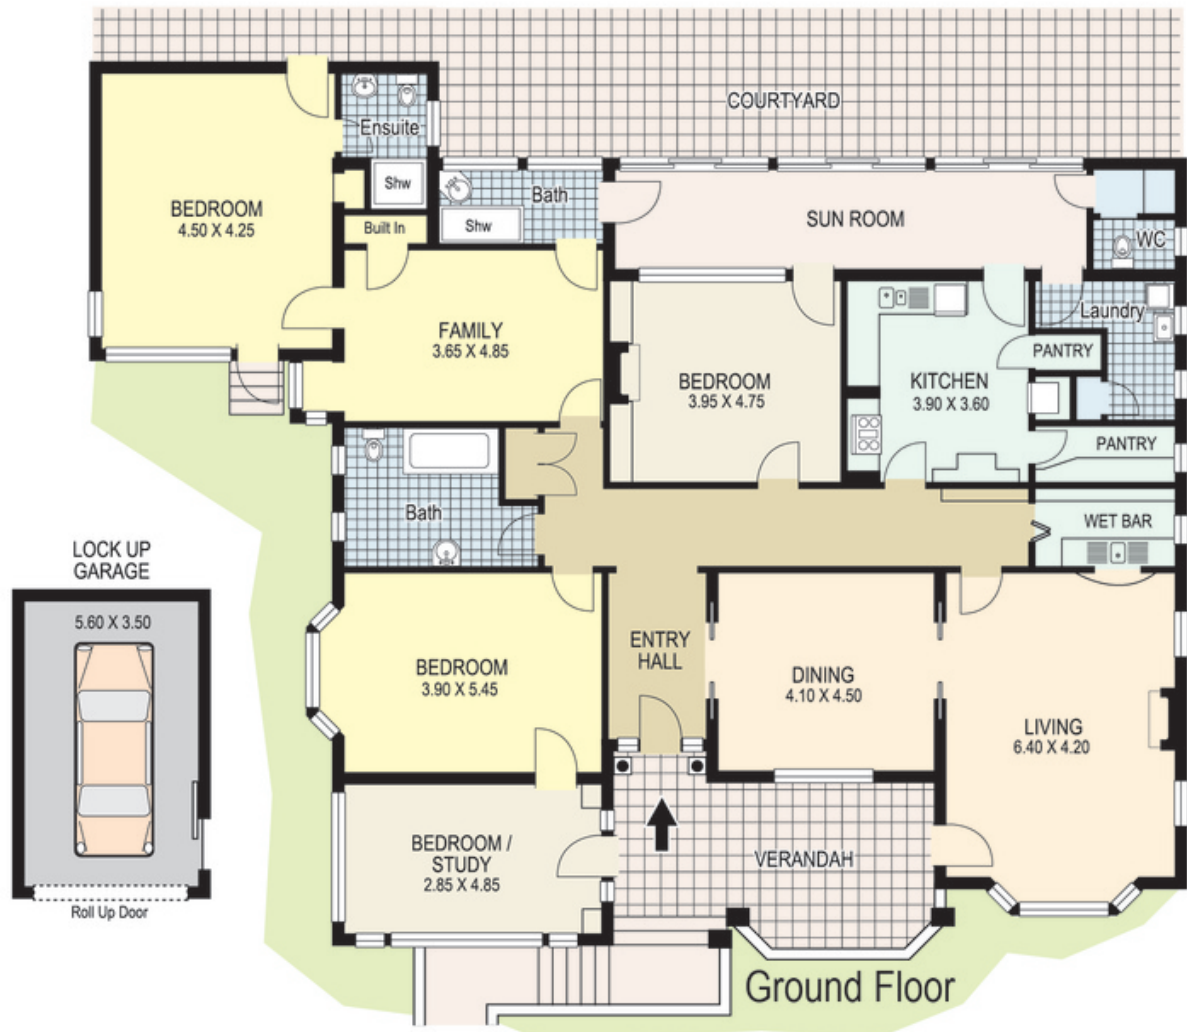 COURTYARD
Ensuite
Shw
Bath
Shw
BEDROOM
4.50 X 4.25
Built In
SUN ROOM
WC
FAMILY
3.65 X 4.85
Laundry
PANTRY
BEDROOM
3.95 X 4.75
KITCHEN
3.90 X 3.60
PANTRY
Bath
WET BAR
LOCK UP
GARAGE
5.60 X 3.50
ENTRY
HALL
BEDROOM
3.90 X 5.45
DINING
4.10 X 4.50
LIVING
6.40 X 4.20
BEDROOM /
STUDY
2.85 X 4.85
VERANDAH
Roll Up Door
Ground Floor